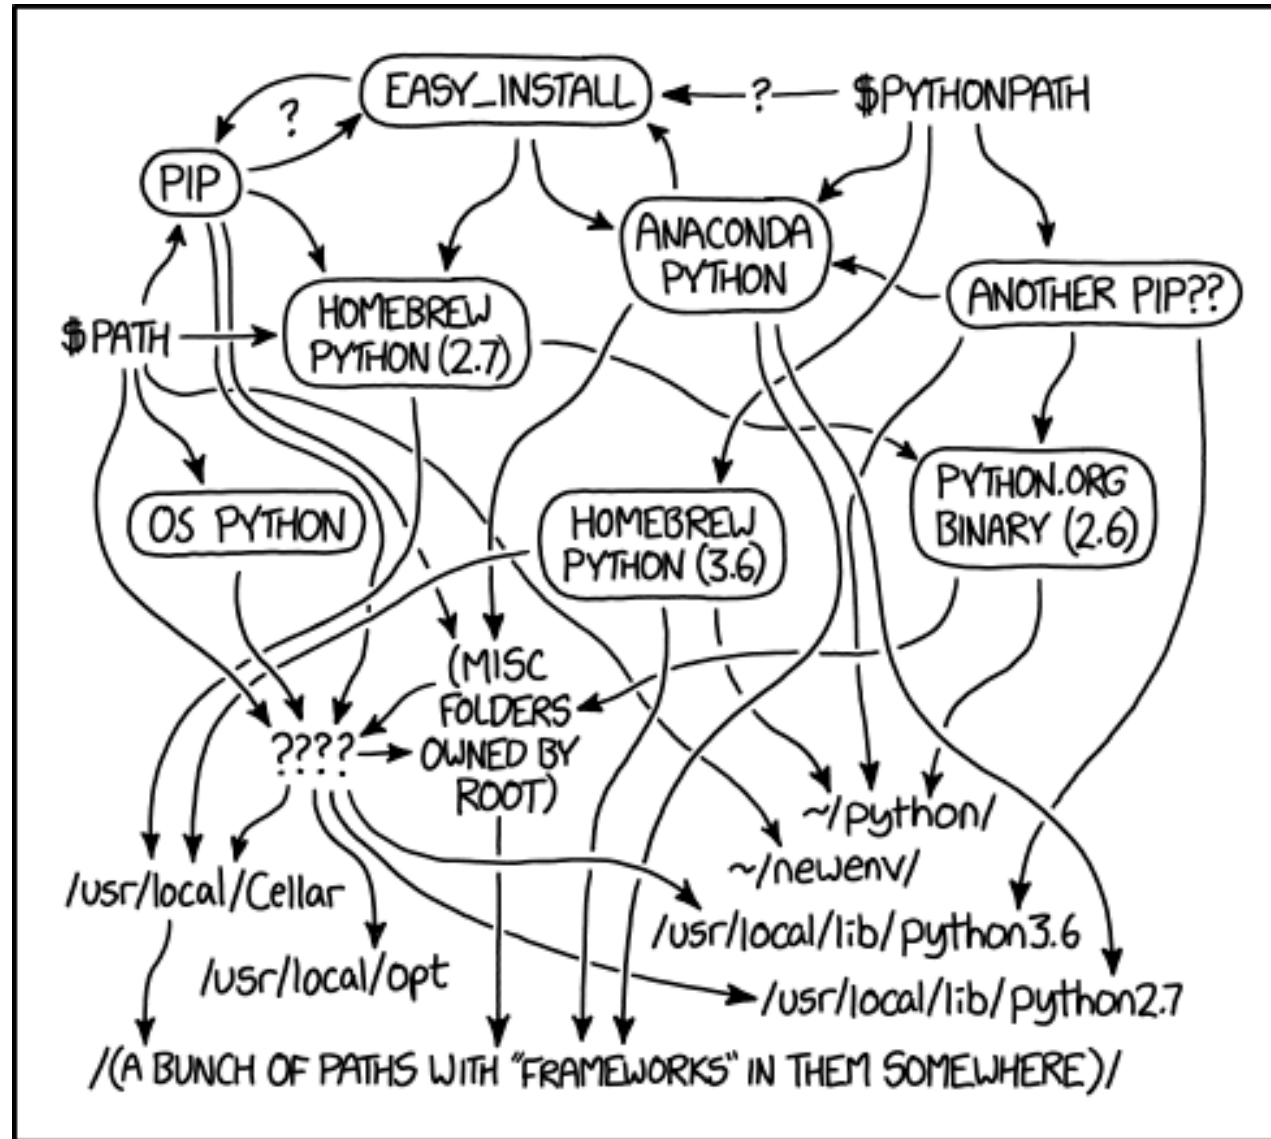 EASY_INSTALL
?
$PYTHONPATH
?
PIP
ANACONDA
PYTHON
ANOTHER PIP??
$PATH
HOMEBREW
PYTHON (2.7)
OS PYTHON
HOMEBREW
PYTHON (3.6)
PYTHON.ORG
BINARY (2.6)
(MISC
FOLDERS
OWNED BY
ROOT)
????
~/python/
~/newenv/
/usr/local/Cellar
/usr/local/lib/python3.6
/usr/local/opt
/usr/local/lib/python2.7
/(A BUNCH OF PATHS WITH "FRAMEWORKS" IN THEM SOMEWHERE)/